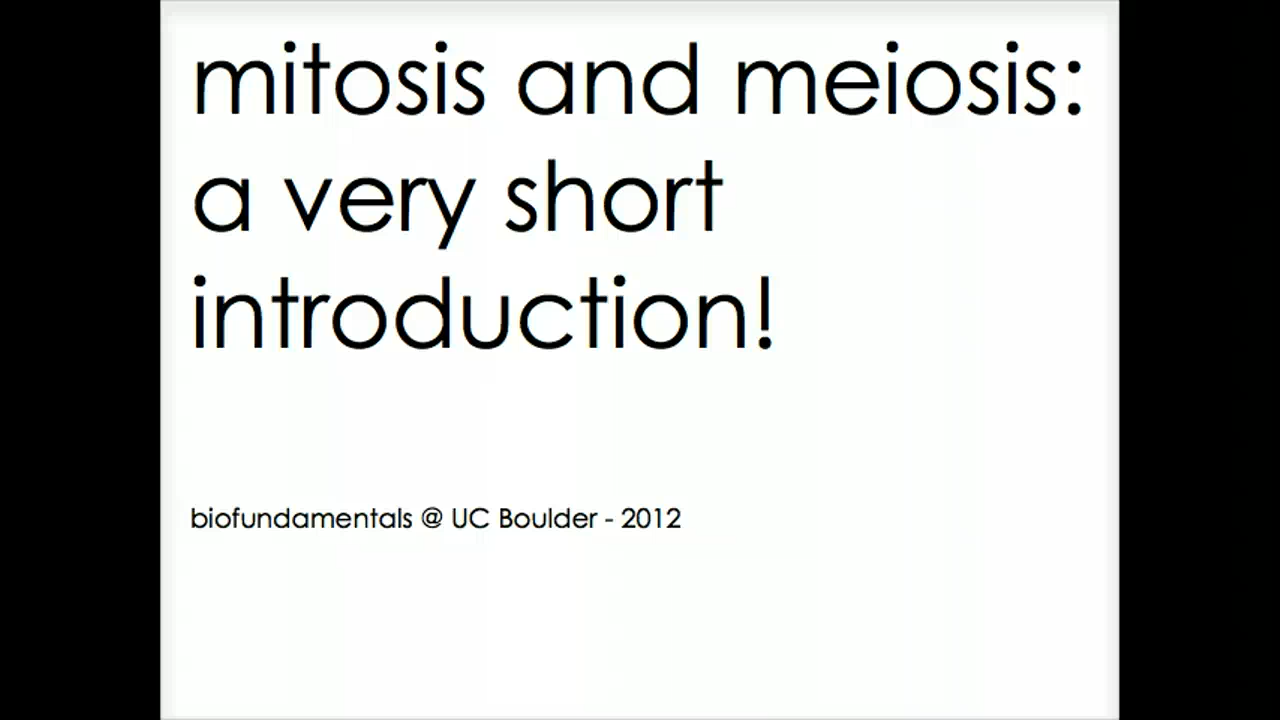 mitosis and meiosis:
a very short
introduction!
biofundamentals @ UC Boulder - 2012